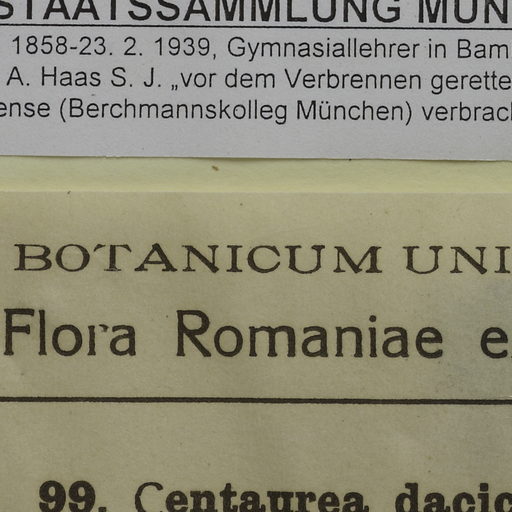 STAATSSAMMLUNG MÜN
1858-23. 2. 1939, Gymnasiallehrer in Bam
A. Haas S. J. „vor dem Verbrennen gerette
ense (Berchmannskolleg München) verbrach
BOTANICUM UNI
Flora Romaniae e
99. Centaurea dacic